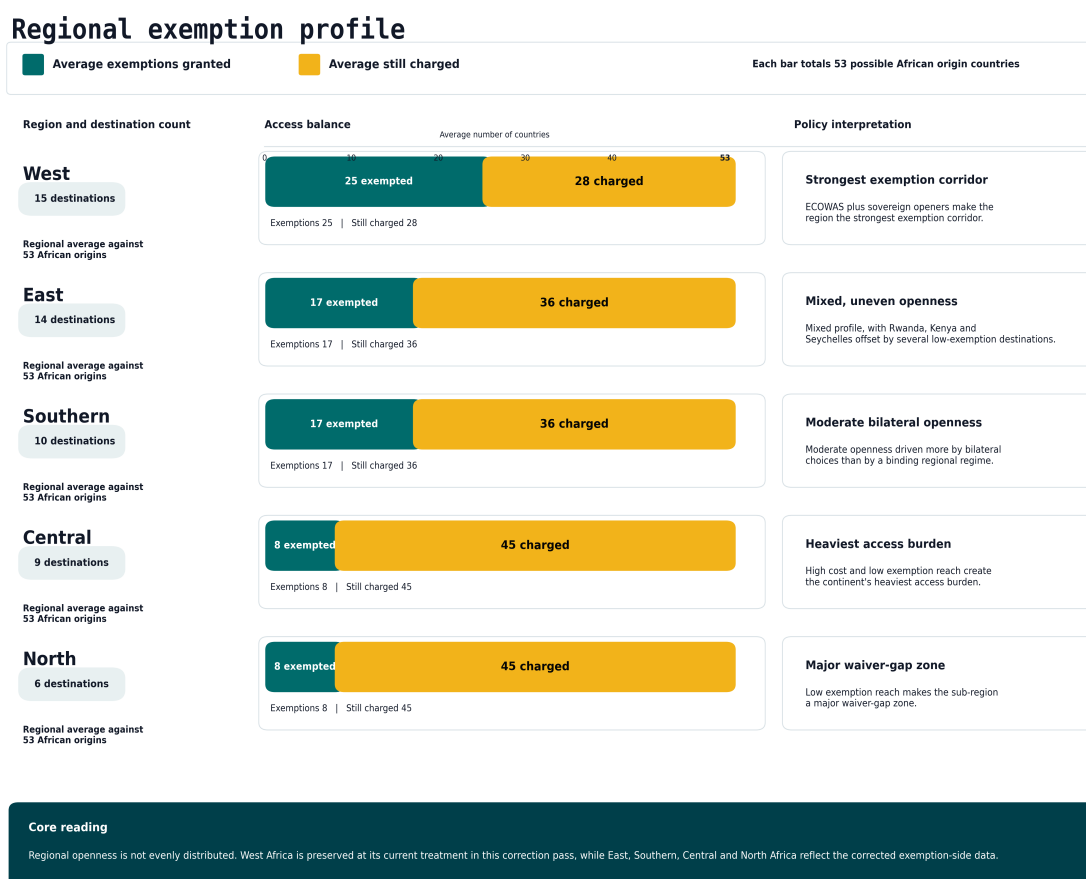 Regional exemption profile
Average exemptions granted
Average still charged
Each bar totals 53 possible African origin countries
Region and destination count
Access balance
Policy interpretation
Average number of countries
0 10 20 30 40 53
West
15 destinations
Regional average against
53 African origins
25 exempted
28 charged
Exemptions 25 | Still charged 28
Strongest exemption corridor
ECOWAS plus sovereign openers make the
region the strongest exemption corridor.
East
14 destinations
Regional average against
53 African origins
17 exempted
36 charged
Exemptions 17 | Still charged 36
Mixed, uneven openness
Mixed profile, with Rwanda, Kenya and
Seychelles offset by several low-exemption destinations.
Southern
10 destinations
Regional average against
53 African origins
17 exempted
36 charged
Exemptions 17 | Still charged 36
Moderate bilateral openness
Moderate openness driven more by bilateral
choices than by a binding regional regime.
Central
9 destinations
Regional average against
53 African origins
8 exempted
45 charged
Exemptions 8 | Still charged 45
Heaviest access burden
High cost and low exemption reach create
the continent's heaviest access burden.
North
6 destinations
Regional average against
53 African origins
8 exempted
45 charged
Exemptions 8 | Still charged 45
Major waiver-gap zone
Low exemption reach makes the sub-region
a major waiver-gap zone.
Core reading
Regional openness is not evenly distributed. West Africa is preserved at its current treatment in this correction pass, while East, Southern, Central and North Africa reflect the corrected exemption-side data.